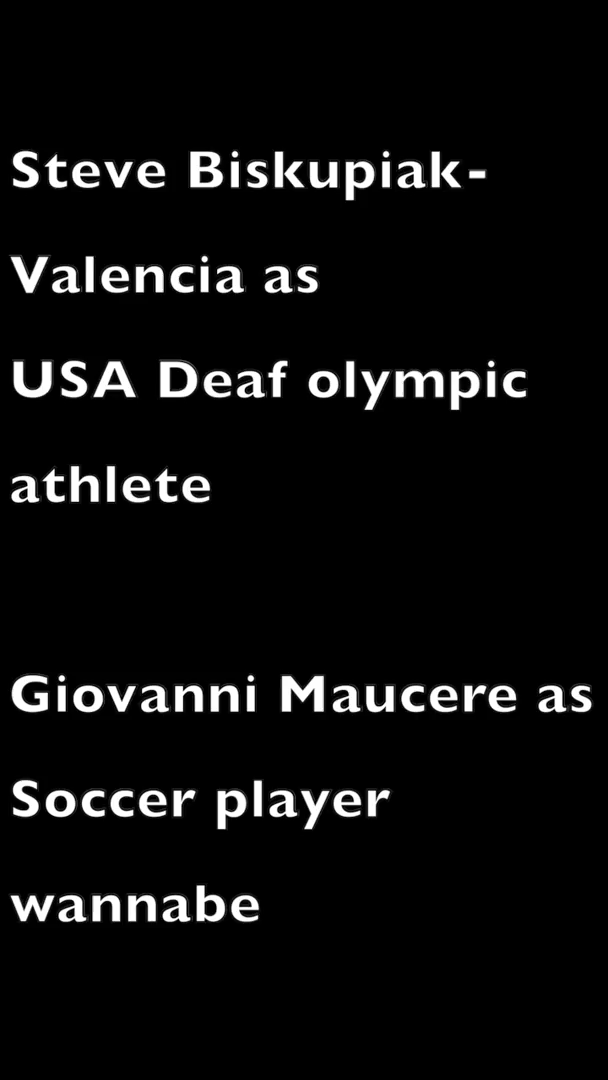 Steve Biskupiak-
Valencia as
USA Deaf olympic
athlete
Giovanni Maucere as
Soccer player
wannabe